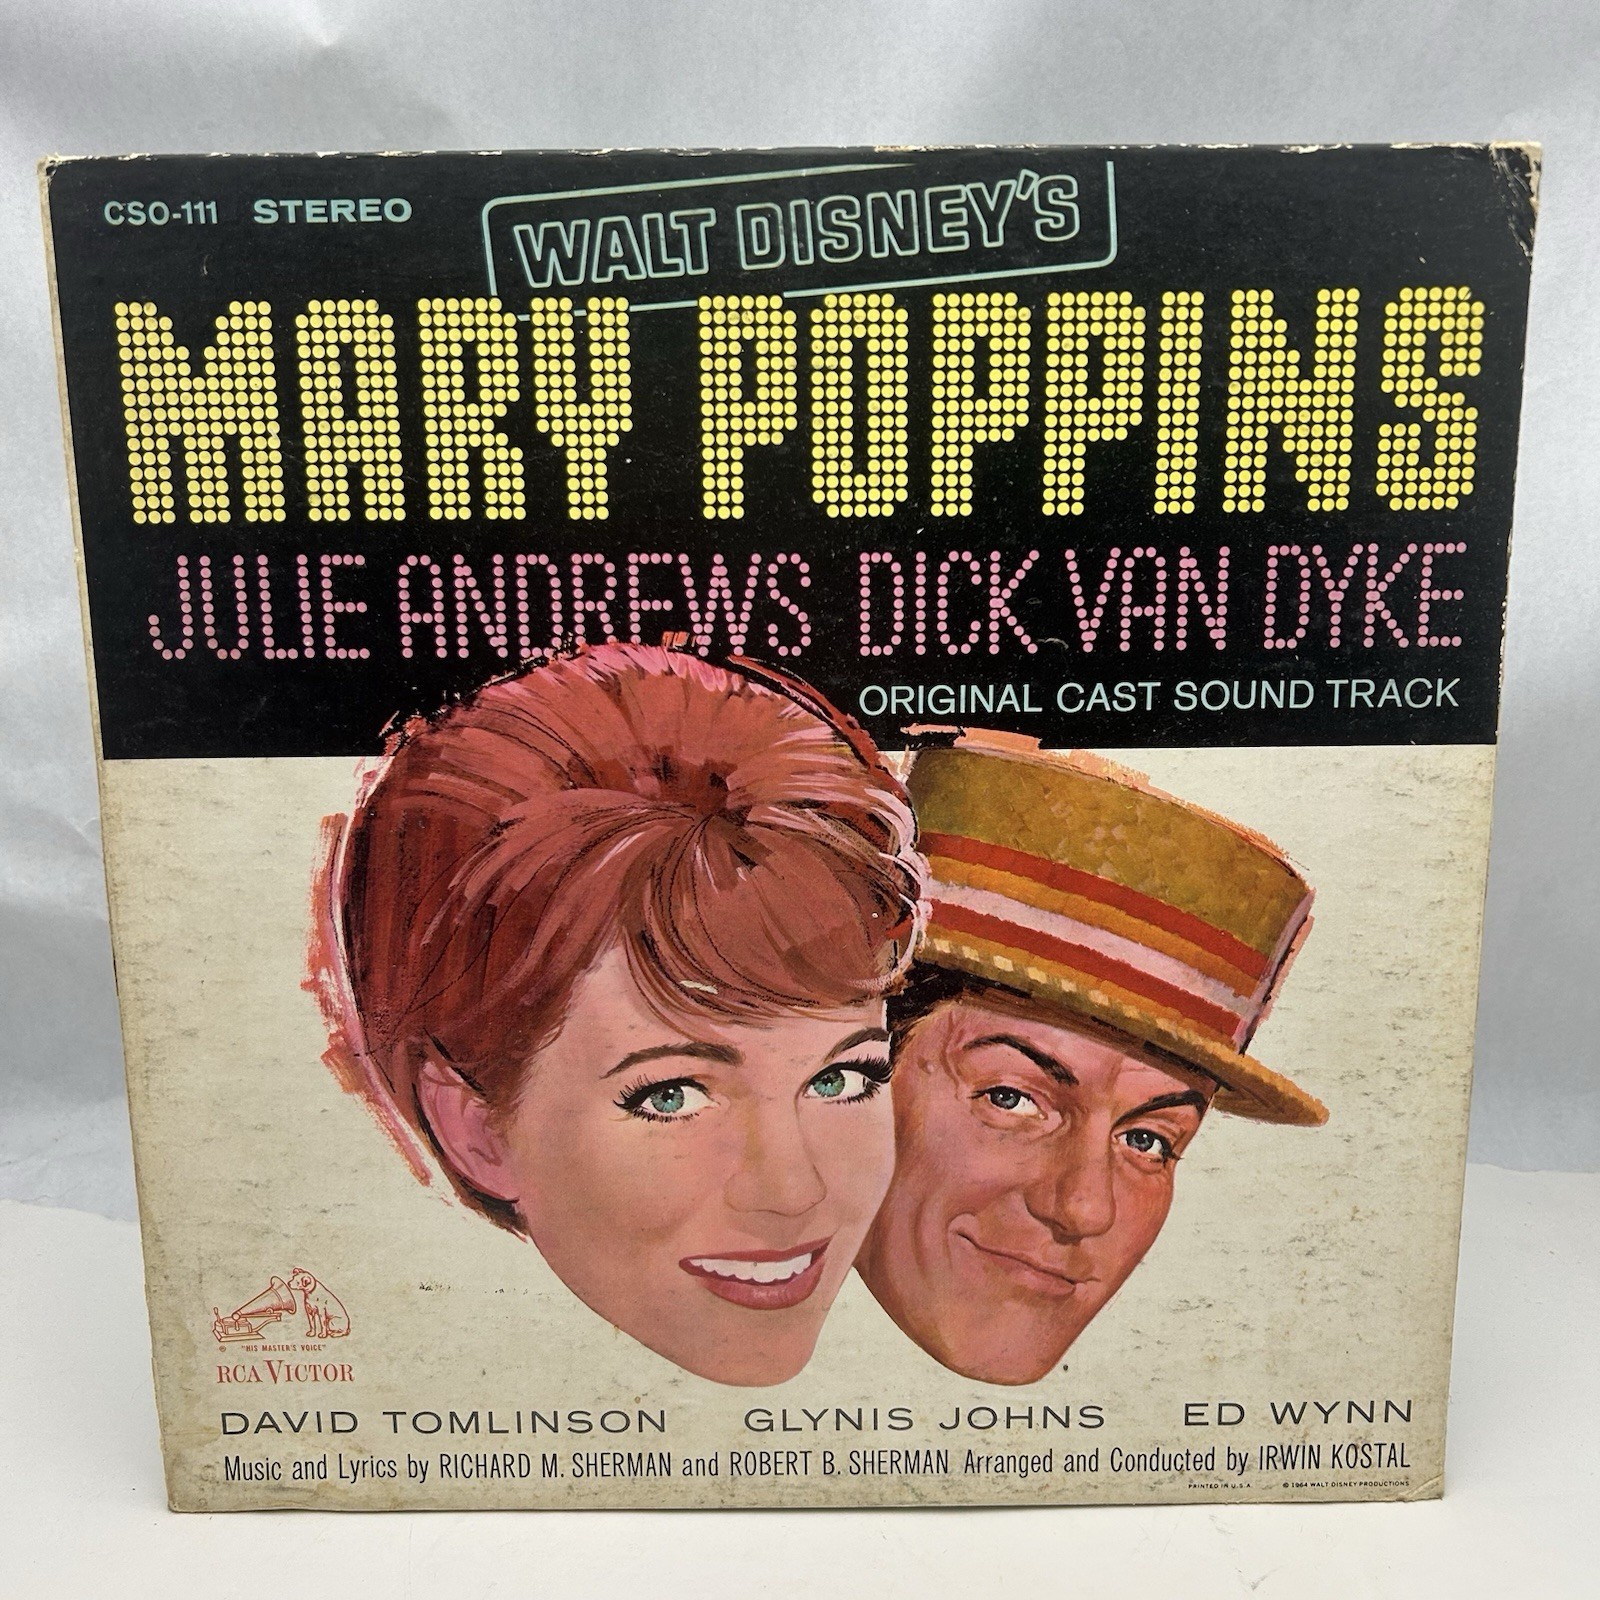 CSO-111 STEREO
WALT DISNEY'S
MARY POPPINS
JULIE ANDREWS DICK VAN DYKE
ORIGINAL CAST SOUND TRACK
® "HIS MASTER'S VOICE"
RCA VICTOR
DAVID TOMLINSON GLYNIS JOHNS ED WYNN
Music and Lyrics by RICHARD M. SHERMAN and ROBERT B. SHERMAN Arranged and Conducted by IRWIN KOSTAL
PRINTED IN U.S.A. © 1964 WALT DISNEY PRODUCTIONS